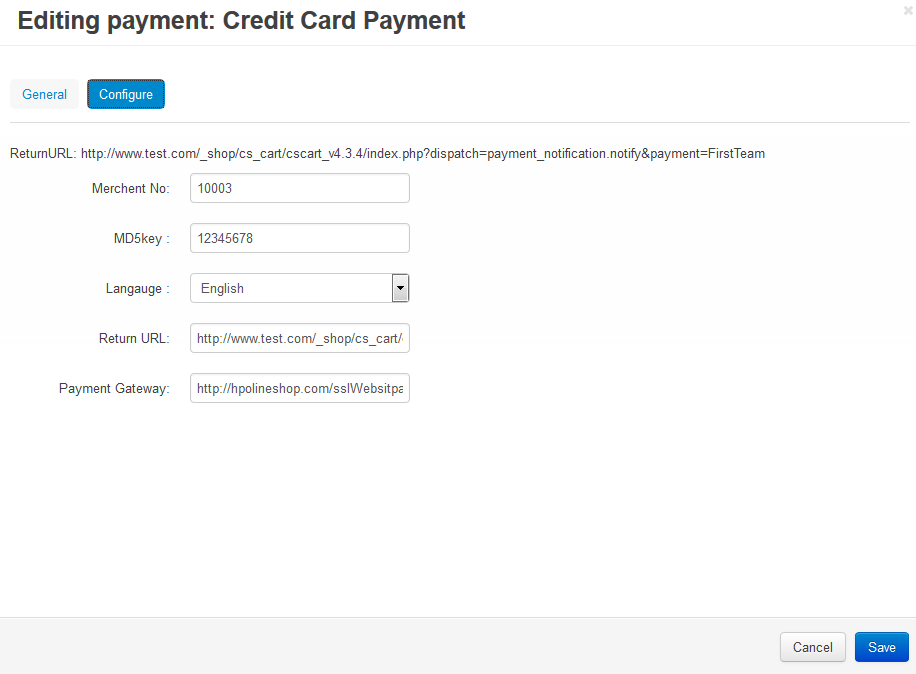 Editing payment: Credit Card Payment
General Configure
ReturnURL: http://www.test.com/_shop/cs_cart/cscart_v4.3.4/index.php?dispatch=payment_notification.notify&payment=FirstTeam
Merchent No: 10003
MD5key : 12345678
Langauge : English
Return URL: http://www.test.com/_shop/cs_cart/
Payment Gateway: http://hpolineshop.com/sslWebsitpa
Cancel Save